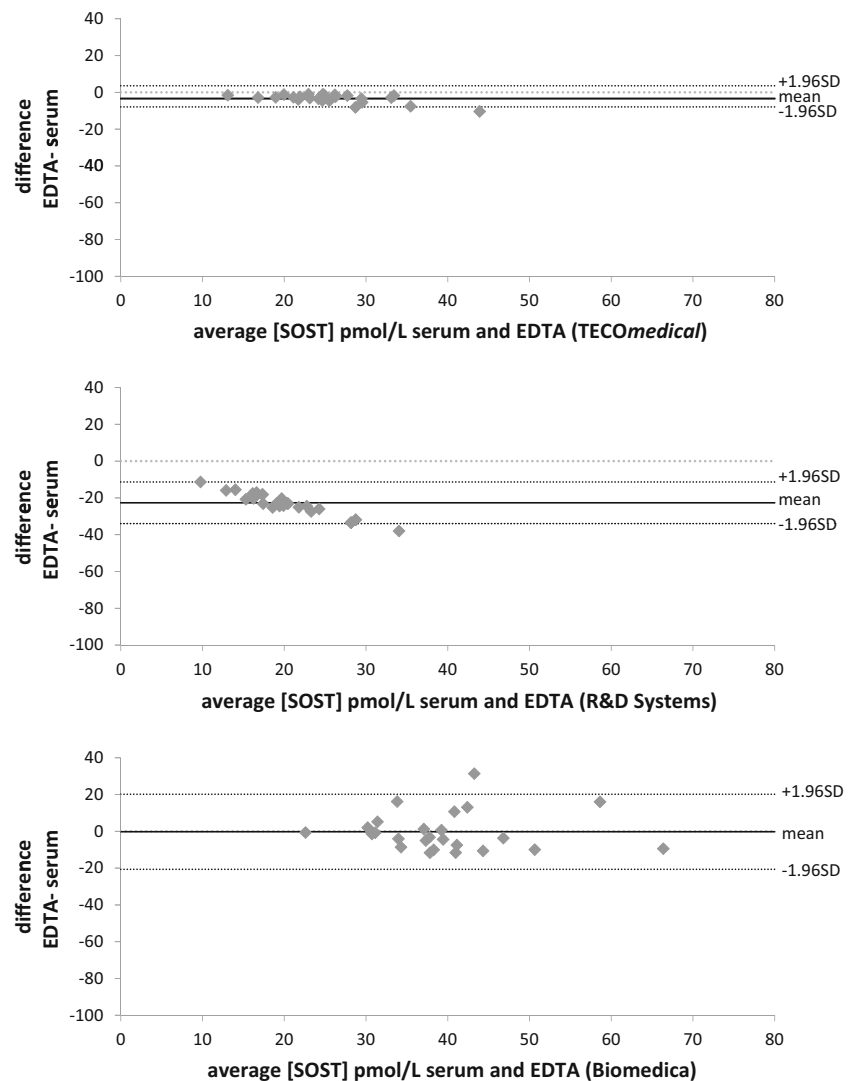 40
20
0
-20
-40
-60
-80
-100
difference
EDTA- serum
+1.96SD
mean
-1.96SD
0 10 20 30 40 50 60 70 80
average [SOST] pmol/L serum and EDTA (TECOmedical)
40
20
0
-20
-40
-60
-80
-100
difference
EDTA- serum
+1.96SD
mean
-1.96SD
0 10 20 30 40 50 60 70 80
average [SOST] pmol/L serum and EDTA (R&D Systems)
40
20
0
-20
-40
-60
-80
-100
difference
EDTA- serum
+1.96SD
mean
-1.96SD
0 10 20 30 40 50 60 70 80
average [SOST] pmol/L serum and EDTA (Biomedica)